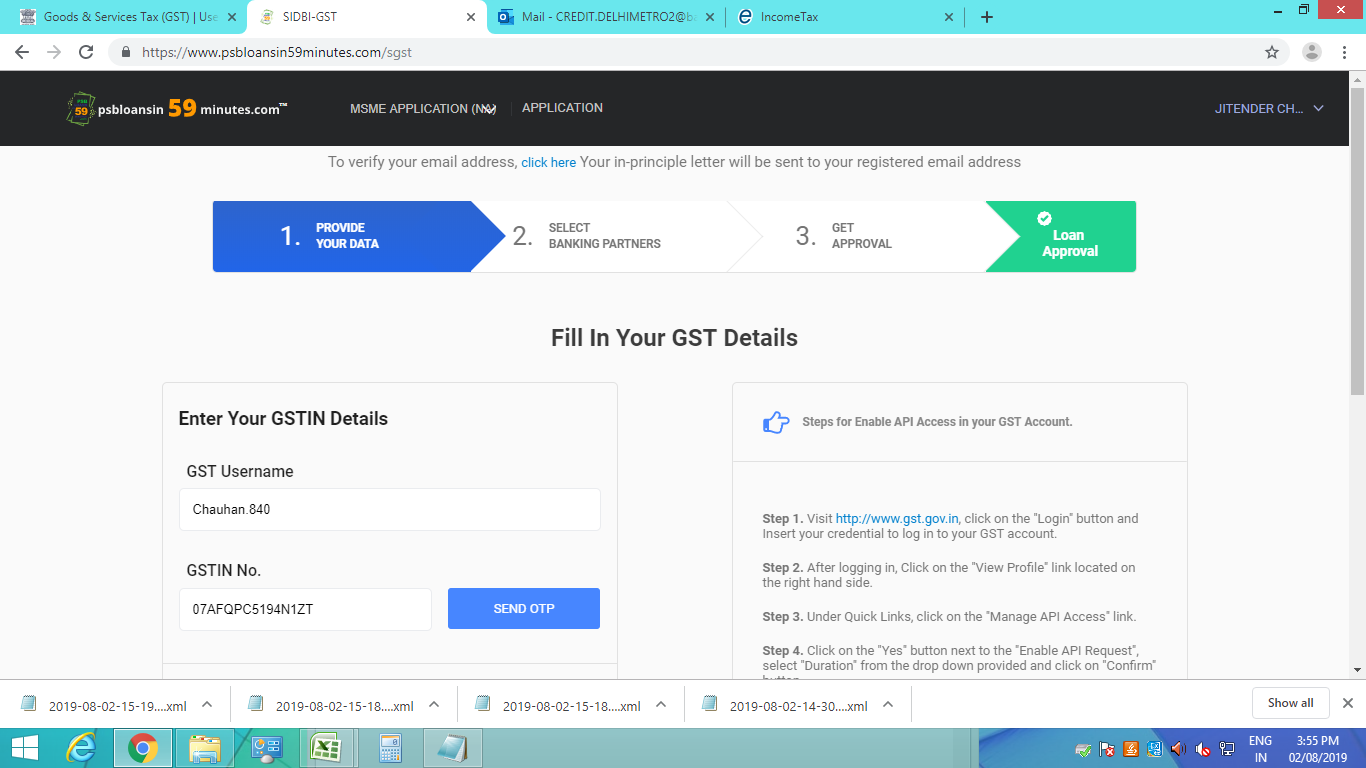 Goods & Services Tax (GST) | Use
SIDBI-GST
Mail - CREDIT.DELHIMETRO2@ba
IncomeTax
https://www.psbloansin59minutes.com/sgst
psbloansin 59 minutes.com™
MSME APPLICATION (NA)
APPLICATION
JITENDER CH...
To verify your email address, click here Your in-principle letter will be sent to your registered email address
1. PROVIDE YOUR DATA
2. SELECT BANKING PARTNERS
3. GET APPROVAL
Loan Approval
Fill In Your GST Details
Enter Your GSTIN Details
GST Username
Chauhan.840
GSTIN No.
07AFQPC5194N1ZT
SEND OTP
Steps for Enable API Access in your GST Account.
Step 1. Visit http://www.gst.gov.in, click on the "Login" button and
Insert your credential to log in to your GST account.
Step 2. After logging in, Click on the "View Profile" link located on
the right hand side.
Step 3. Under Quick Links, click on the "Manage API Access" link.
Step 4. Click on the "Yes" button next to the "Enable API Request",
select "Duration" from the drop down provided and click on "Confirm"
2019-08-02-15-19....xml
2019-08-02-15-18....xml
2019-08-02-15-18....xml
2019-08-02-14-30....xml
Show all
ENG
IN
3:55 PM
02/08/2019